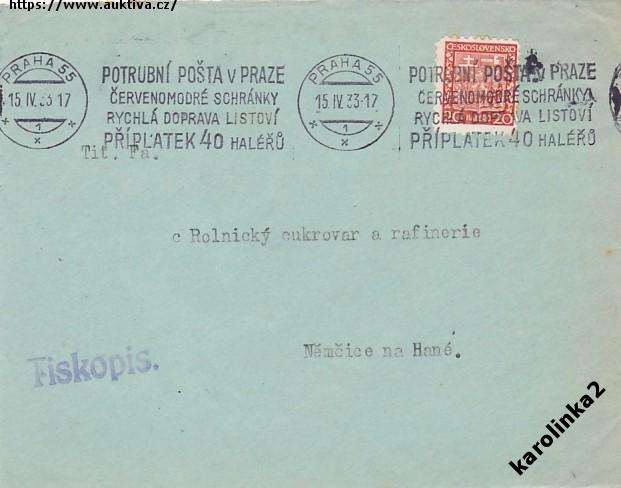 https://www.auktiva.cz/
PRAHA 55
15.IV.33·17
1
POTRUBNÍ POŠTA V PRAZE
ČERVENOMODRÉ SCHRÁNKY
RYCHLÁ DOPRAVA LISTOVÍ
PŘÍPLATEK 40 HALÉŘŮ
PRAHA 55
15.IV.33·17
1
POTRUBNÍ POŠTA V PRAZE
ČERVENOMODRÉ SCHRÁNKY
RYCHLÁ DOPRAVA LISTOVÍ
PŘÍPLATEK 40 HALÉŘŮ
ČESKOSLOVENSKO
20
Tit. Fa.
c Rolnický cukrovar a rafinerie
Němčice na Hané.
Tiskopis.
karolinka2